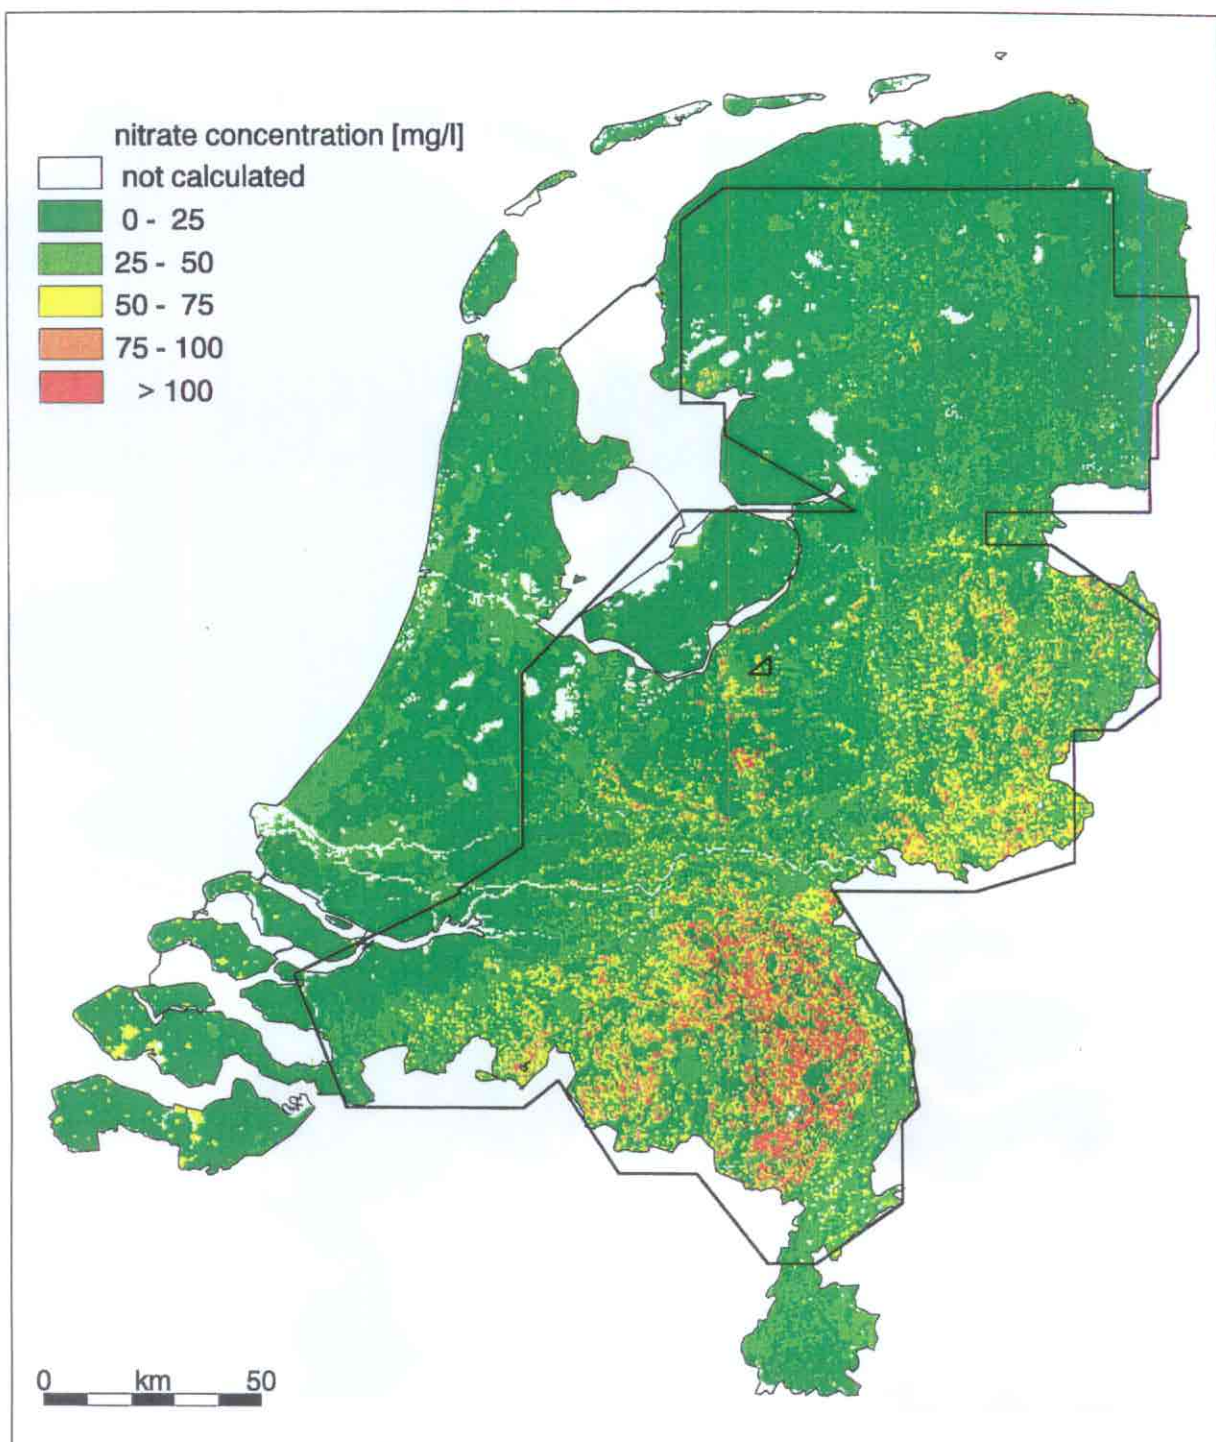 nitrate concentration [mg/l]
not calculated
0 - 25
25 - 50
50 - 75
75 - 100
> 100
0 km 50